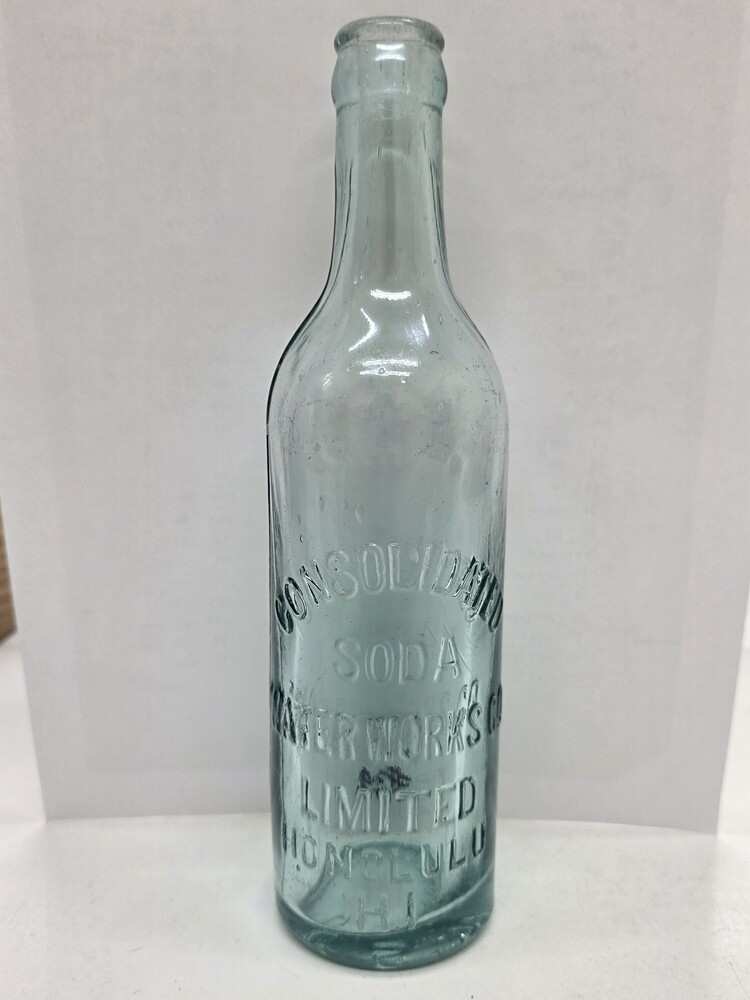 CONSOLIDATED
SODA
WATER WORKS CO
LIMITED
HONOLULU
H I